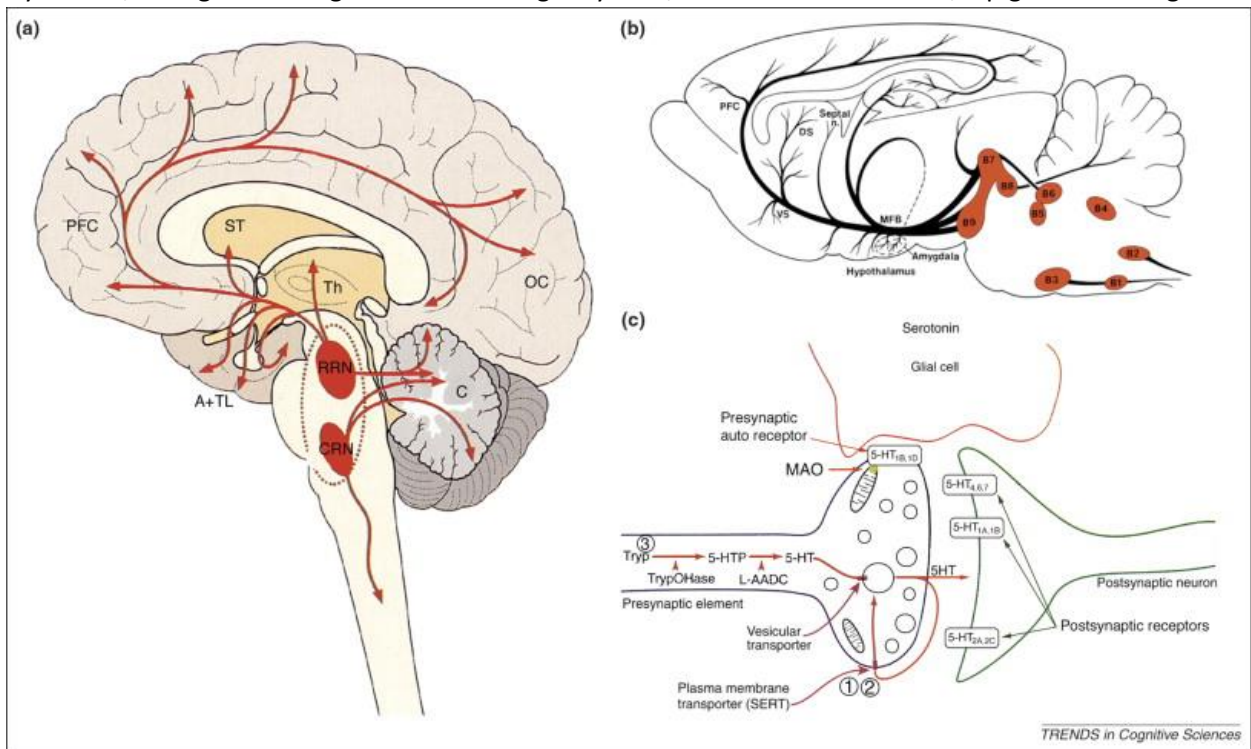 (a)
PFC
ST
Th
OC
RRN
A+TL
C
CRN
(b)
PFC
DS
Septal
n.
VS
MFB
Hypothalamus
Amygdala
B7
B8
B9
B6
B5
B4
B2
B3
B1
(c)
Serotonin
Glial cell
Presynaptic
auto receptor
5-HT1B,1D
MAO
5-HT4,6,7
5-HT1A,1B
③
Tryp
5-HTP
5-HT
5HT
TrypOHase
L-AADC
Presynaptic element
Postsynaptic neuron
Vesicular
transporter
Postsynaptic receptors
5-HT2A,2C
① ②
Plasma membrane
transporter (SERT)
TRENDS in Cognitive Sciences